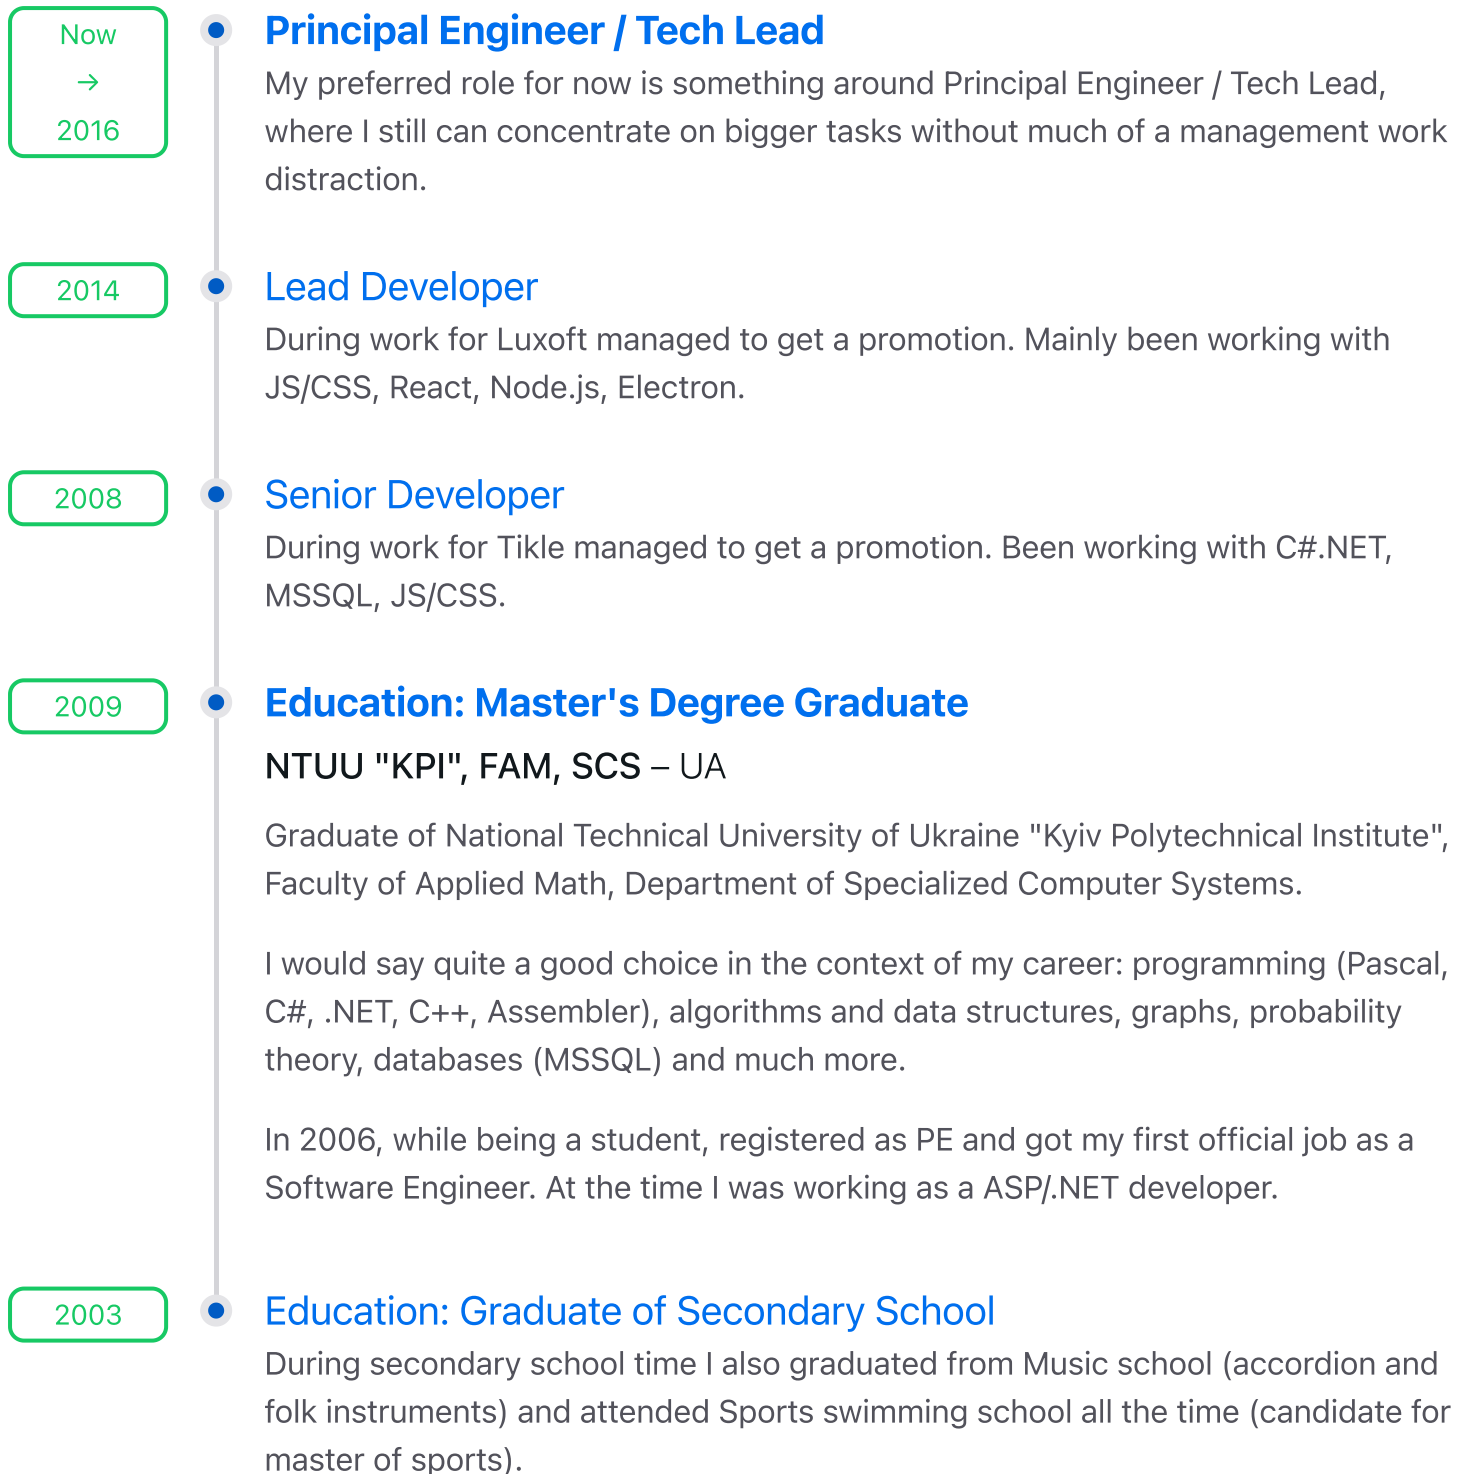 Now
→
2016
Principal Engineer / Tech Lead
My preferred role for now is something around Principal Engineer / Tech Lead,
where I still can concentrate on bigger tasks without much of a management work
distraction.
2014
Lead Developer
During work for Luxoft managed to get a promotion. Mainly been working with
JS/CSS, React, Node.js, Electron.
2008
Senior Developer
During work for Tikle managed to get a promotion. Been working with C#.NET,
MSSQL, JS/CSS.
2009
Education: Master's Degree Graduate
NTUU "KPI", FAM, SCS – UA
Graduate of National Technical University of Ukraine "Kyiv Polytechnical Institute",
Faculty of Applied Math, Department of Specialized Computer Systems.
I would say quite a good choice in the context of my career: programming (Pascal,
C#, .NET, C++, Assembler), algorithms and data structures, graphs, probability
theory, databases (MSSQL) and much more.
In 2006, while being a student, registered as PE and got my first official job as a
Software Engineer. At the time I was working as a ASP/.NET developer.
2003
Education: Graduate of Secondary School
During secondary school time I also graduated from Music school (accordion and
folk instruments) and attended Sports swimming school all the time (candidate for
master of sports).